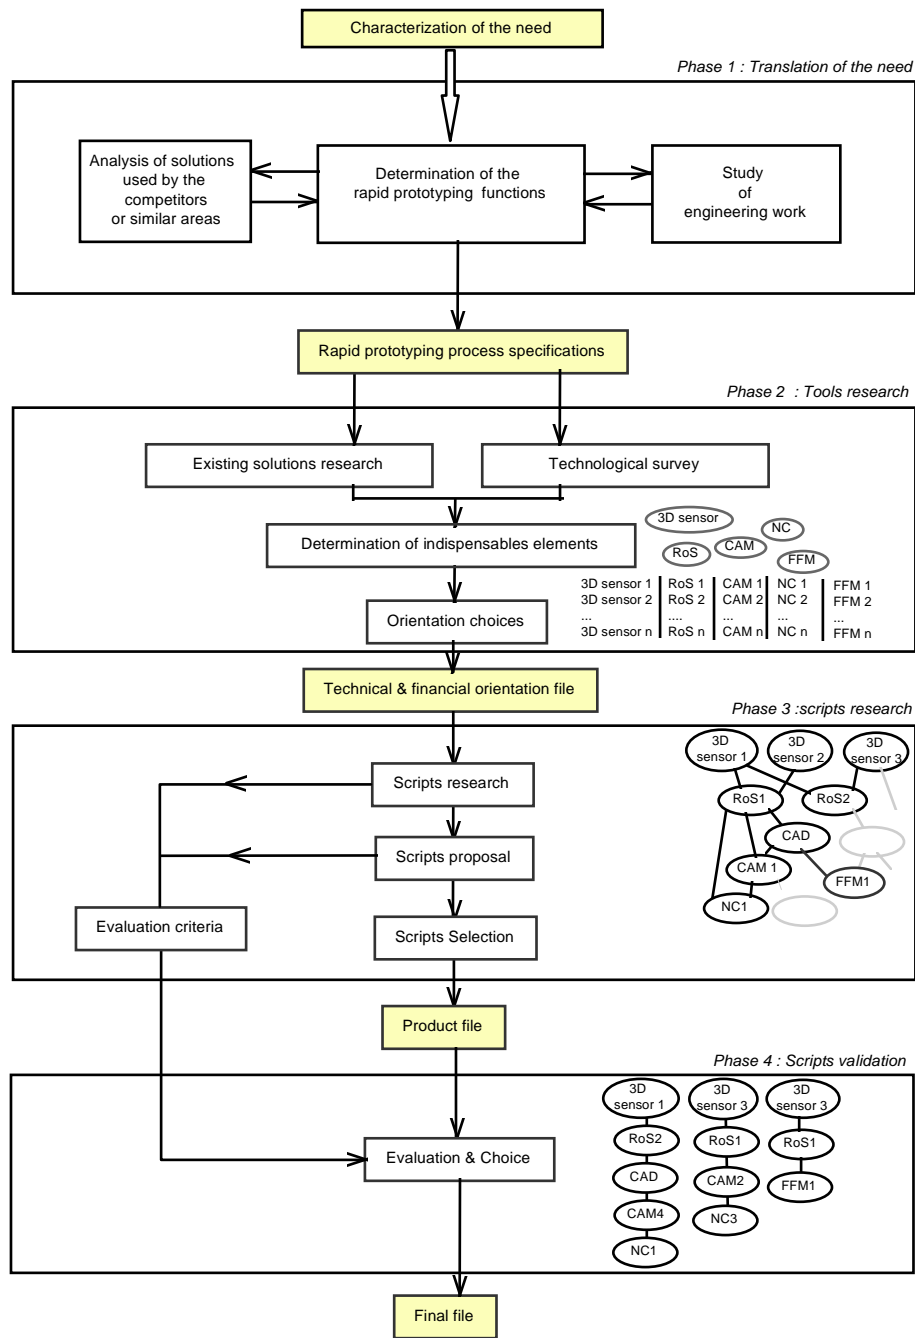 Characterization of the need
Phase 1 : Translation of the need
Analysis of solutions
used by the
competitors
or similar areas
Determination of the
rapid prototyping functions
Study
of
engineering work
Rapid prototyping process specifications
Phase 2 : Tools research
Existing solutions research
Technological survey
Determination of indispensables elements
3D sensor
NC
RoS
CAM
FFM
3D sensor 1 RoS 1 CAM 1 NC 1 FFM 1
3D sensor 2 RoS 2 CAM 2 NC 2 FFM 2
... .... ... ... ...
3D sensor n RoS n CAM n NC n FFM n
Orientation choices
Technical & financial orientation file
Phase 3 :scripts research
Scripts research
Scripts proposal
Evaluation criteria
Scripts Selection
3D
sensor 1
3D
sensor 2
3D
sensor 3
RoS1
RoS2
CAD
CAM 1
FFM1
NC1
Product file
Phase 4 : Scripts validation
Evaluation & Choice
3D
sensor 1
RoS2
CAD
CAM4
NC1
3D
sensor 3
RoS1
CAM2
NC3
3D
sensor 3
RoS1
FFM1
Final file